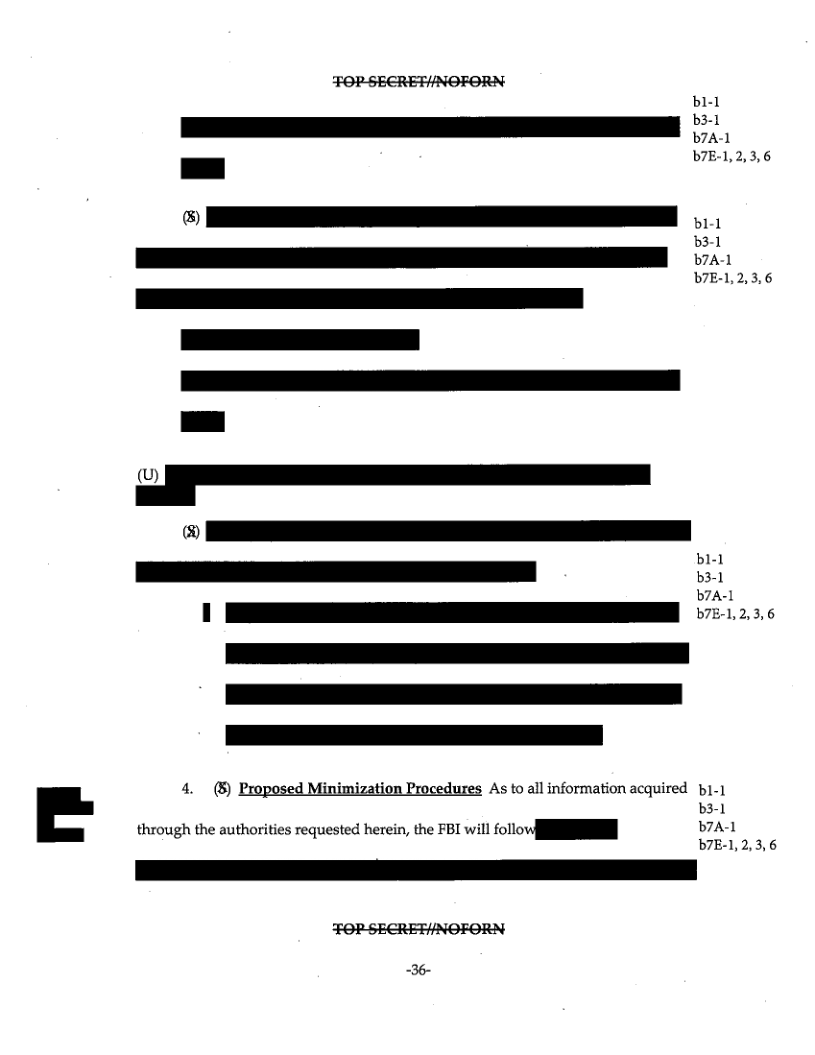 TOP SECRET//NOFORN
b1-1
b3-1
b7A-1
b7E-1, 2, 3, 6
(S)
b1-1
b3-1
b7A-1
b7E-1, 2, 3, 6
(U)
(S)
b1-1
b3-1
b7A-1
b7E-1, 2, 3, 6
4. (S) Proposed Minimization Procedures As to all information acquired
b1-1
b3-1
through the authorities requested herein, the FBI will follow
b7A-1
b7E-1, 2, 3, 6
TOP SECRET//NOFORN
-36-